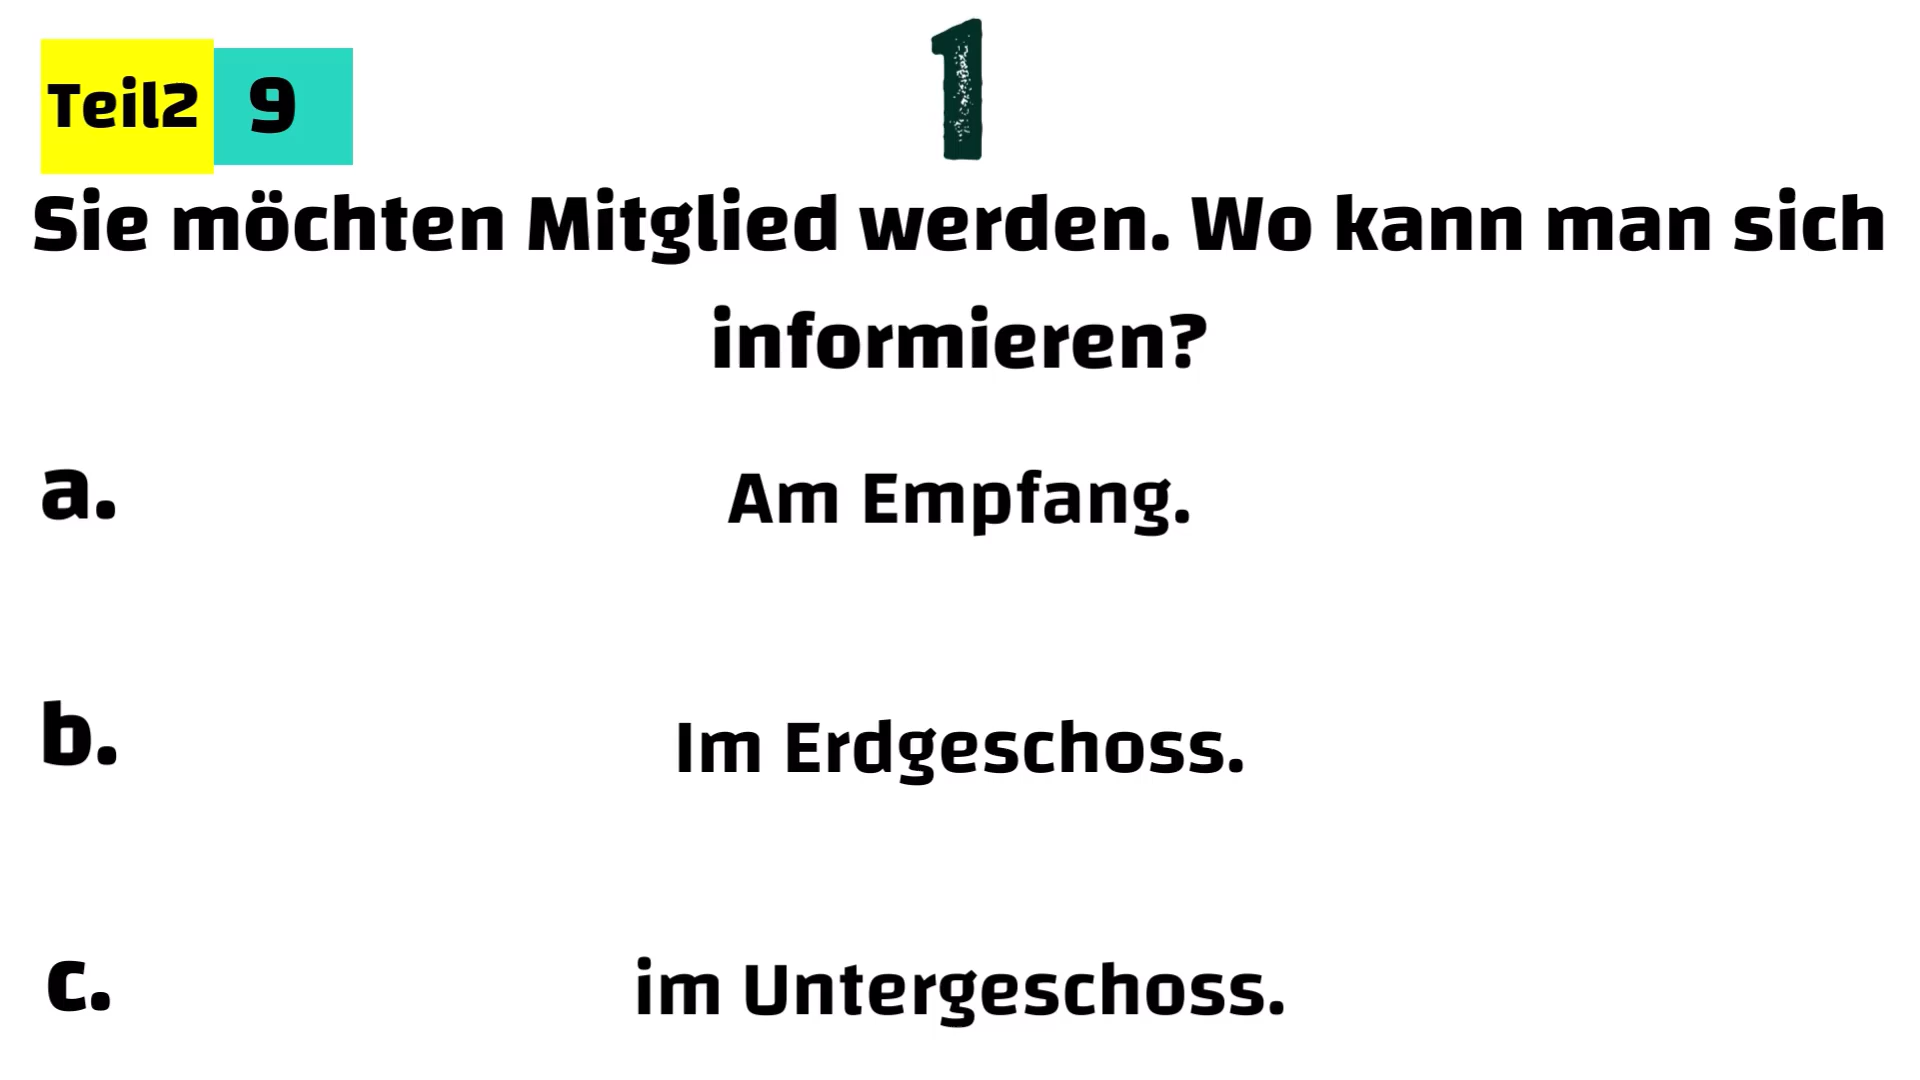 Teil2 9
1
Sie möchten Mitglied werden. Wo kann man sich
informieren?
a. Am Empfang.
b. Im Erdgeschoss.
c. im Untergeschoss.